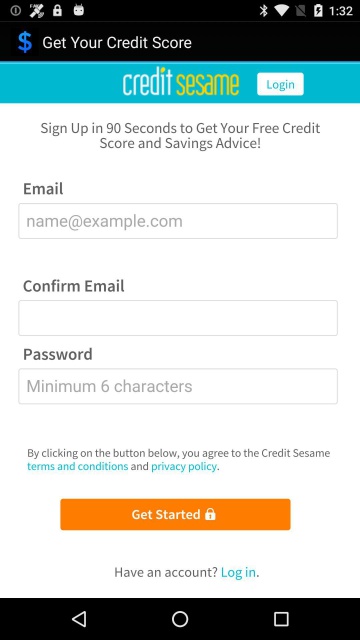 1:32
Get Your Credit Score
credit sesame
Login
Sign Up in 90 Seconds to Get Your Free Credit
Score and Savings Advice!
Email
name@example.com
Confirm Email
Password
Minimum 6 characters
By clicking on the button below, you agree to the Credit Sesame
terms and conditions and privacy policy.
Get Started
Have an account? Log in.